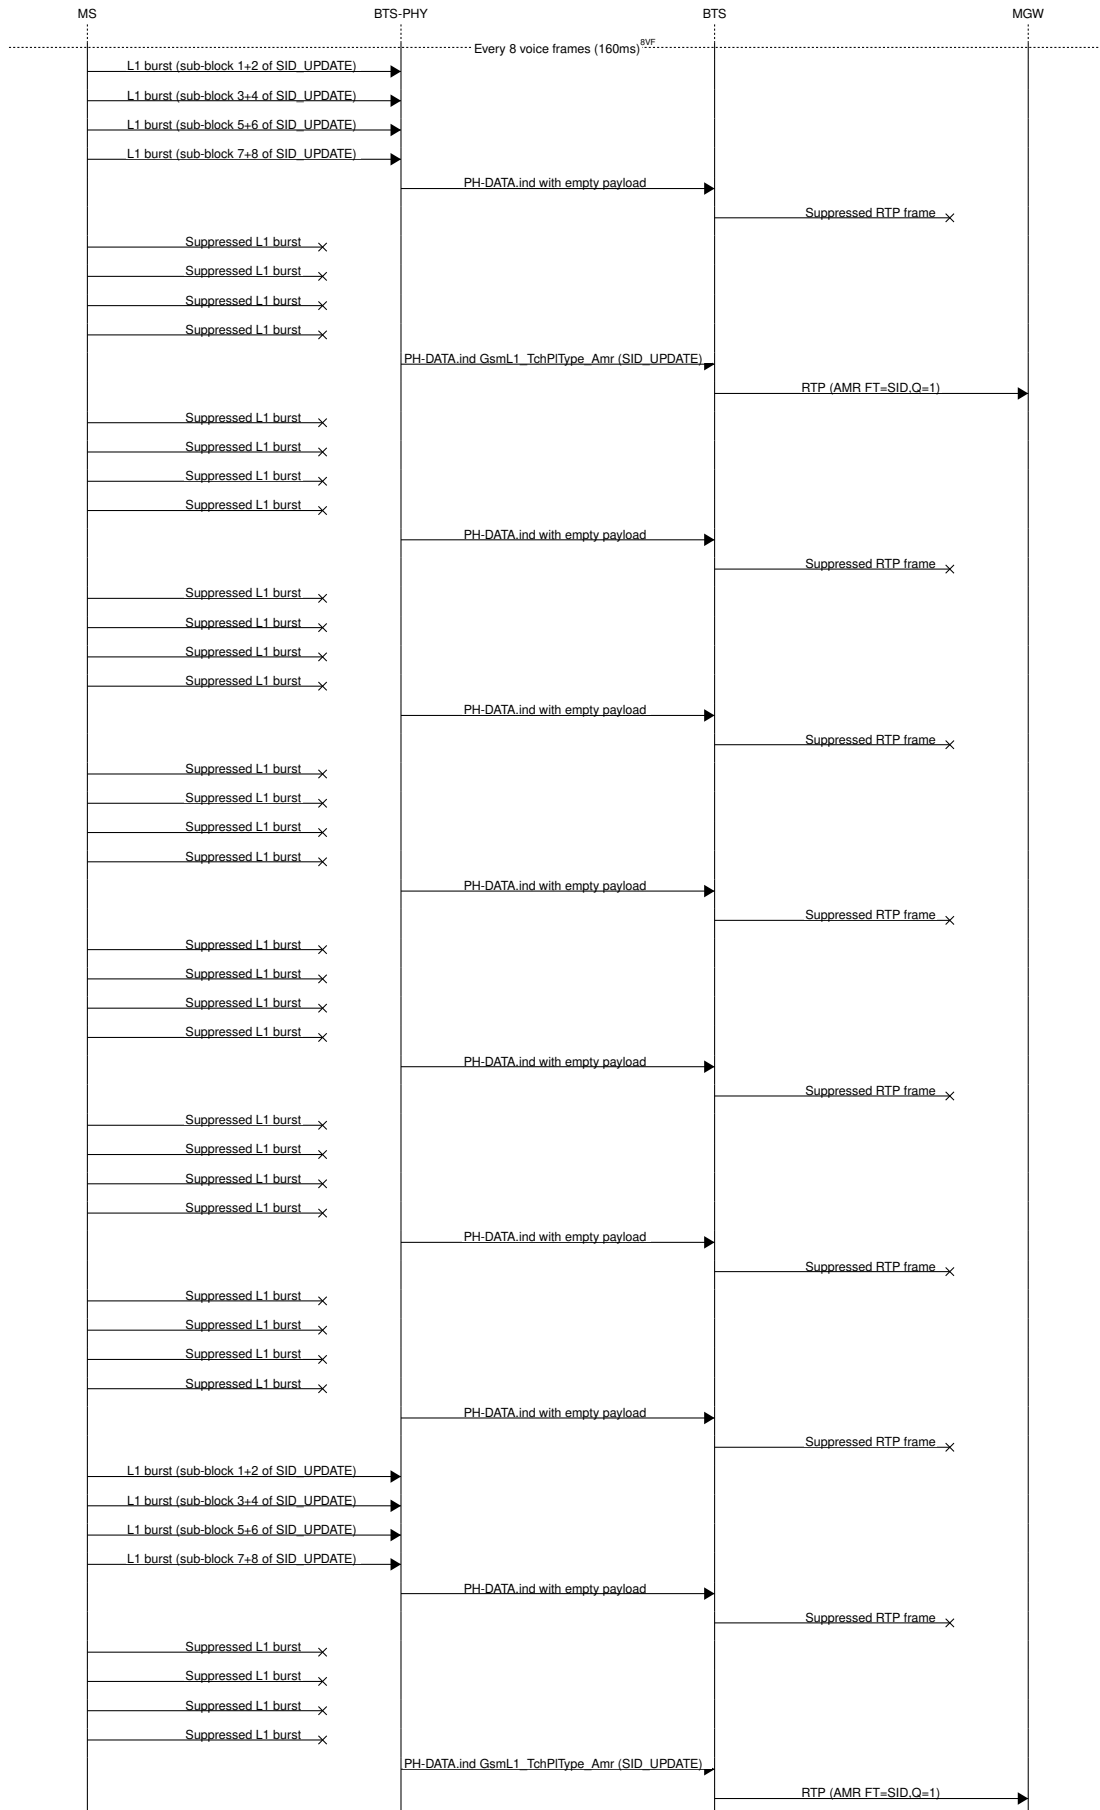 MS BTS-PHY BTS MGW
Every 8 voice frames (160ms) 8VF
L1 burst (sub-block 1+2 of SID_UPDATE)
L1 burst (sub-block 3+4 of SID_UPDATE)
L1 burst (sub-block 5+6 of SID_UPDATE)
L1 burst (sub-block 7+8 of SID_UPDATE)
PH-DATA.ind with empty payload
Suppressed RTP frame
Suppressed L1 burst
Suppressed L1 burst
Suppressed L1 burst
Suppressed L1 burst
PH-DATA.ind GsmL1_TchPlType_Amr (SID_UPDATE)
RTP (AMR FT=SID,Q=1)
Suppressed L1 burst
Suppressed L1 burst
Suppressed L1 burst
Suppressed L1 burst
PH-DATA.ind with empty payload
Suppressed RTP frame
Suppressed L1 burst
Suppressed L1 burst
Suppressed L1 burst
Suppressed L1 burst
PH-DATA.ind with empty payload
Suppressed RTP frame
Suppressed L1 burst
Suppressed L1 burst
Suppressed L1 burst
Suppressed L1 burst
PH-DATA.ind with empty payload
Suppressed RTP frame
Suppressed L1 burst
Suppressed L1 burst
Suppressed L1 burst
Suppressed L1 burst
PH-DATA.ind with empty payload
Suppressed RTP frame
Suppressed L1 burst
Suppressed L1 burst
Suppressed L1 burst
Suppressed L1 burst
PH-DATA.ind with empty payload
Suppressed RTP frame
Suppressed L1 burst
Suppressed L1 burst
Suppressed L1 burst
Suppressed L1 burst
PH-DATA.ind with empty payload
Suppressed RTP frame
L1 burst (sub-block 1+2 of SID_UPDATE)
L1 burst (sub-block 3+4 of SID_UPDATE)
L1 burst (sub-block 5+6 of SID_UPDATE)
L1 burst (sub-block 7+8 of SID_UPDATE)
PH-DATA.ind with empty payload
Suppressed RTP frame
Suppressed L1 burst
Suppressed L1 burst
Suppressed L1 burst
Suppressed L1 burst
PH-DATA.ind GsmL1_TchPlType_Amr (SID_UPDATE)
RTP (AMR FT=SID,Q=1)